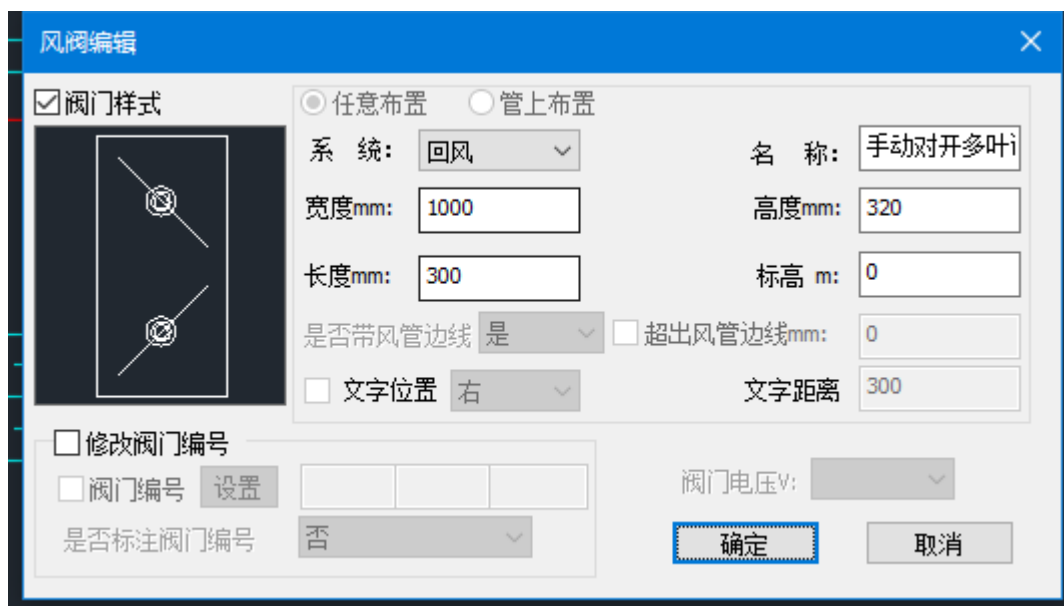 风阀编辑
阀门样式 任意布置 管上布置
系 统： 回风 名 称： 手动对开多叶
宽度mm: 1000 高度mm: 320
长度mm: 300 标高 m: 0
是否带风管边线 是 超出风管边线mm: 0
文字位置 右 文字距离 300
修改阀门编号
阀门编号 设置 阀门电压V:
是否标注阀门编号 否 确定 取消